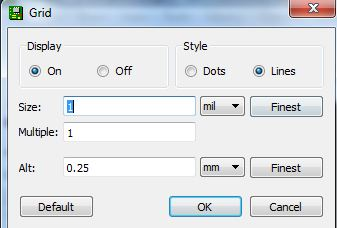 Grid
Display Style
On Off Dots Lines
Size: 1 mil Finest
Multiple: 1
Alt: 0.25 mm Finest
Default OK Cancel